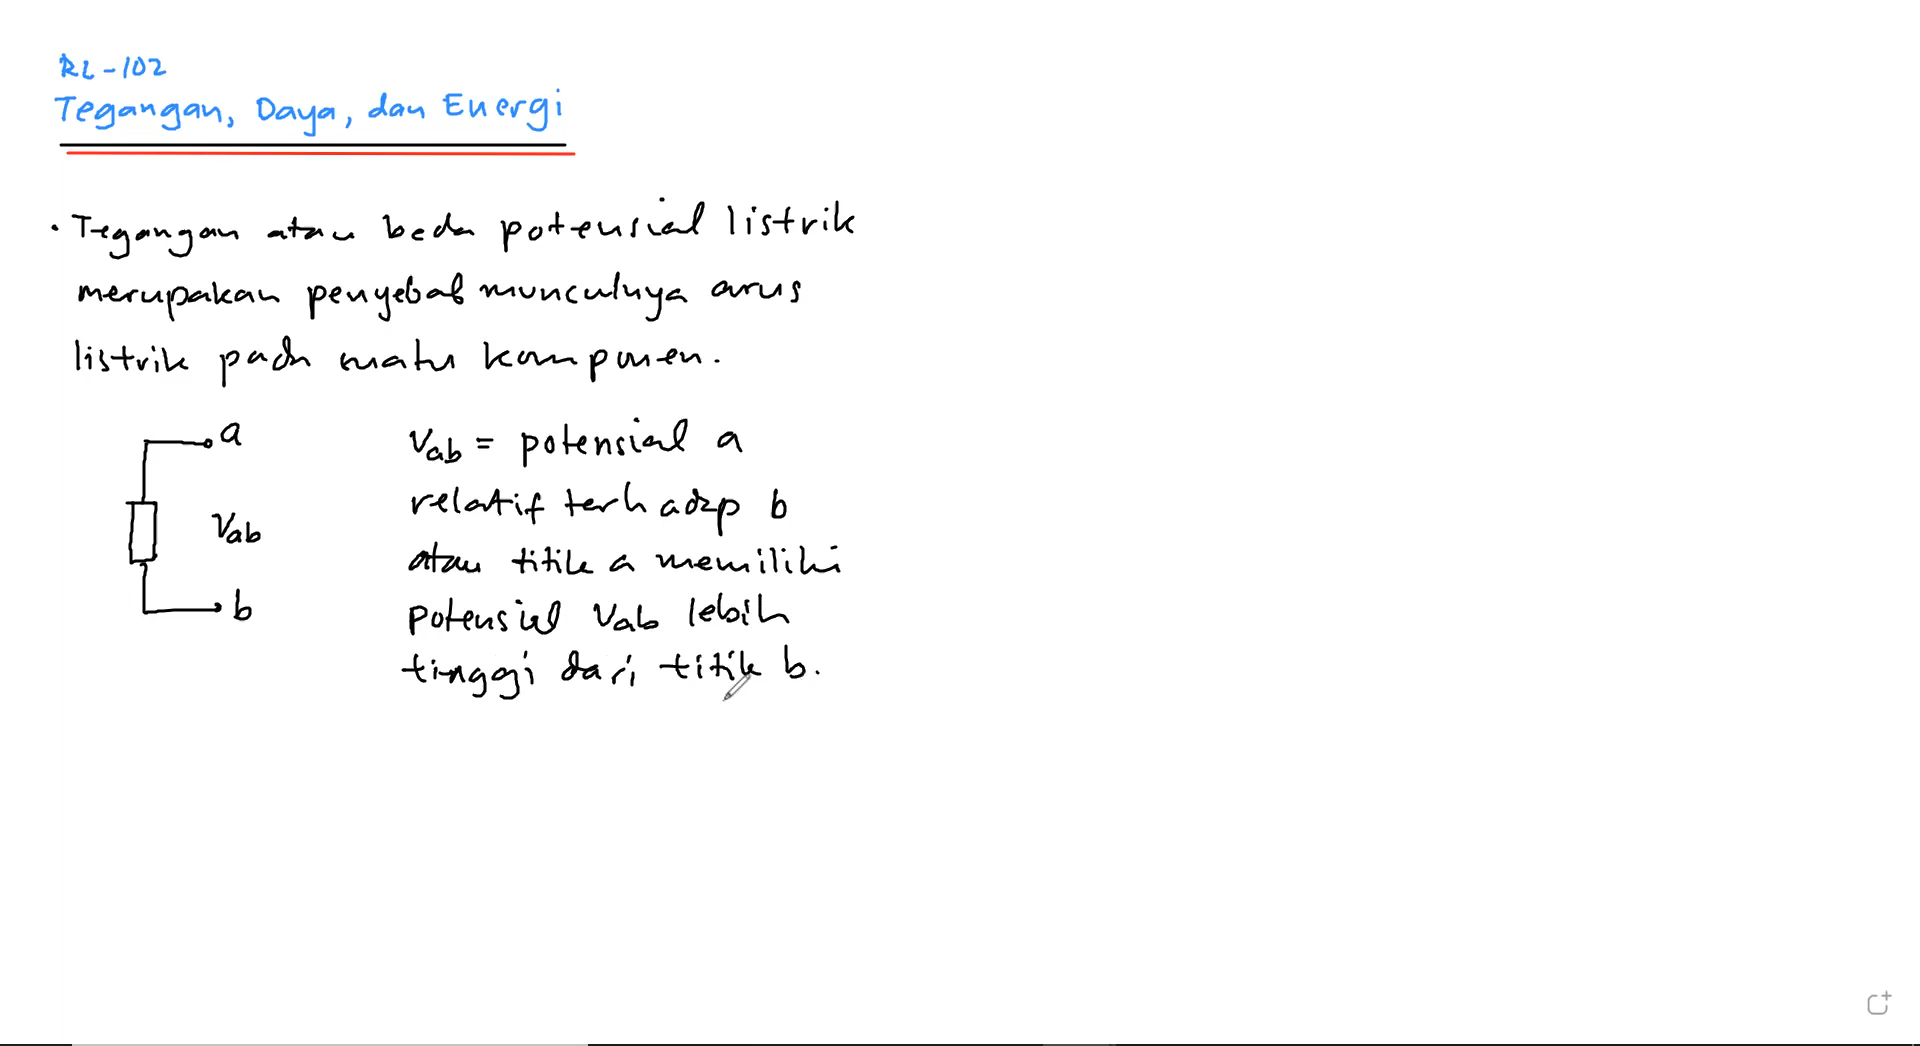 RL-102
Tegangan, Daya, dan Energi
• Tegangan atau beda potensial listrik
merupakan penyebab munculnya arus
listrik pada suatu komponen.
a
Vab
b
Vab = potensial a
relatif terhadap b
atau titik a memiliki
potensial Vab lebih
tinggi dari titik b.